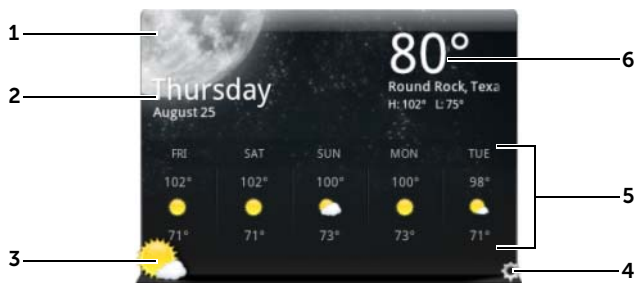 1
2
3
4
5
6
Thursday
August 25
80°
Round Rock, Texa
H: 102° L: 75°
FRI SAT SUN MON TUE
102° 102° 100° 100° 98°
71° 71° 73° 73° 71°